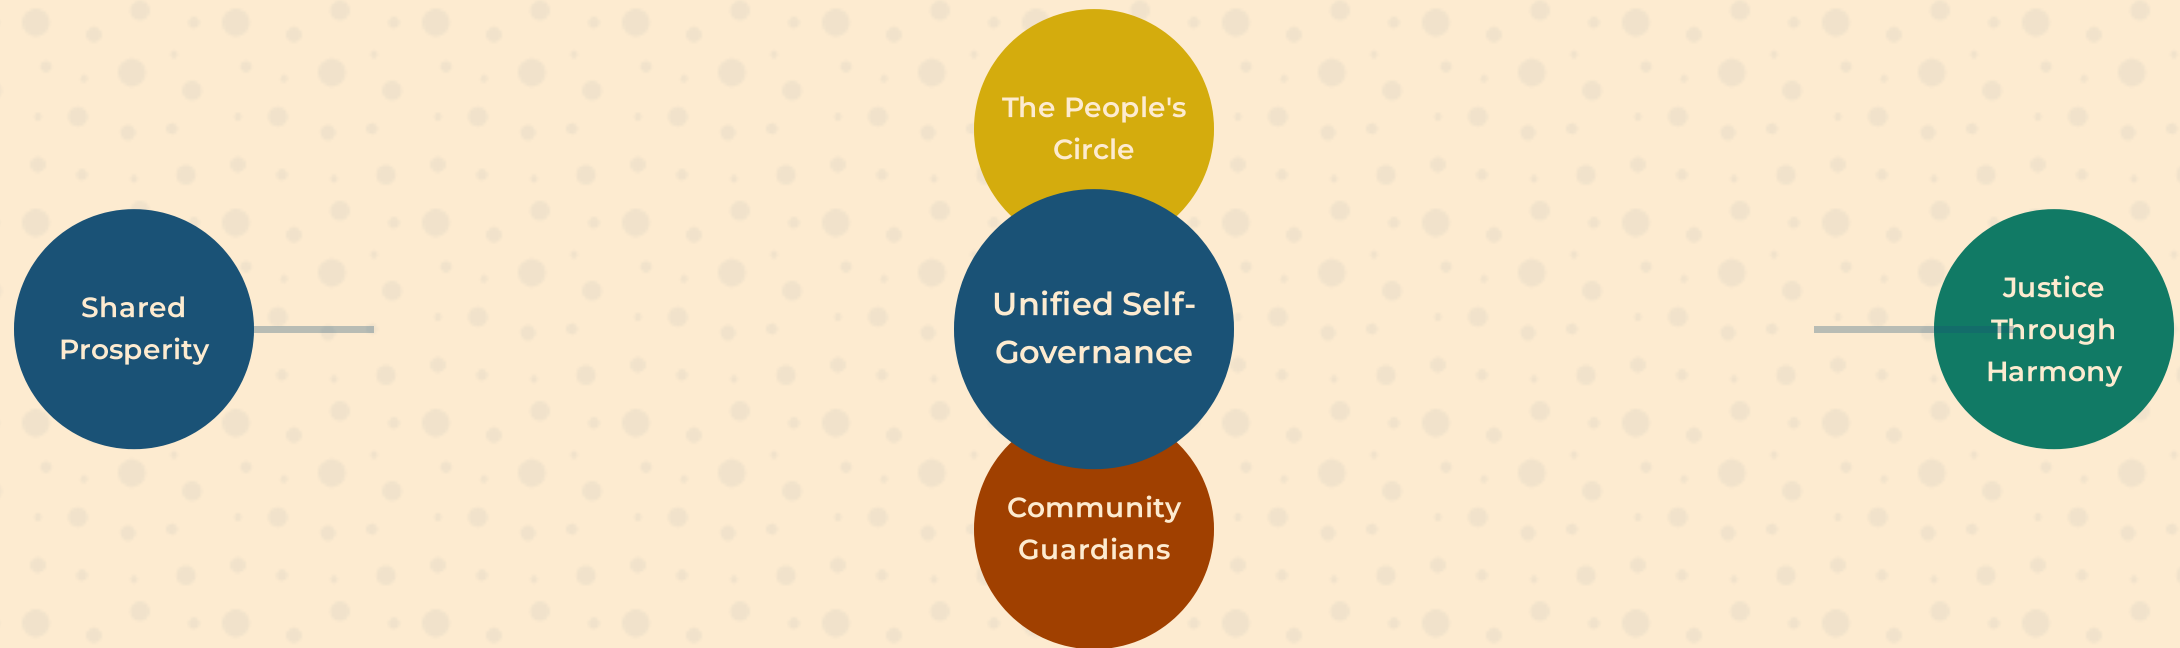 The People's
Circle
Shared
Prosperity
Unified Self-
Governance
Justice
Through
Harmony
Community
Guardians